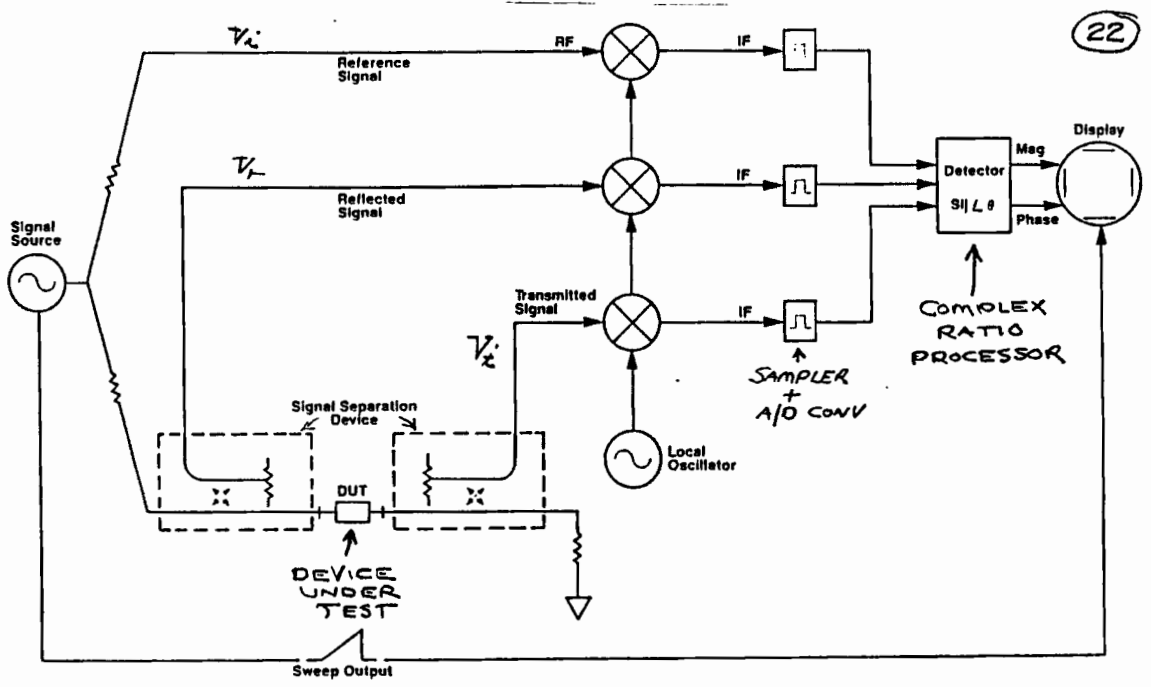 22
Vi
RF
IF
Reference
Signal
Display
Mag
Vr
IF
Detector
Reflected
Signal
Phase
Signal
Source
Transmitted
Signal
IF
COMPLEX
RATIO
PROCESSOR
Vt
SAMPLER
+
A/D CONV
Signal Separation
Device
Local
Oscillator
DUT
DEVICE
UNDER
TEST
Sweep Output